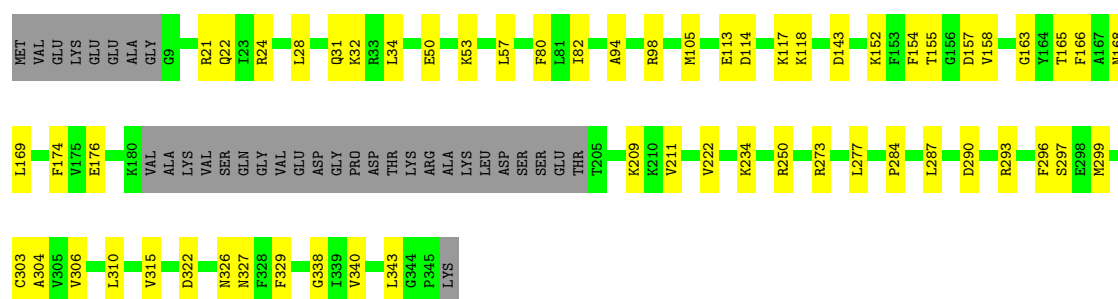 MET VAL GLU LYS GLU GLU ALA GLY G9 R21 Q22 I23 R24 L28 Q31 K32 R33 L34 E50 K53 L57 F80 L81 I82 A94 R98 M105 E113 D114 K117 K118 D143 K152 F153 F154 T155 G156 D157 V158 G163 Y164 T165 F166 A167 N168
L169 F174 V175 E176 K180 VAL ALA LYS VAL SER GLN GLY VAL GLU ASP GLY PRO ASP THR LYS ARG ALA LYS LEU ASP SER SER GLU THR T205 K209 K210 V211 V222 K234 R250 R273 L277 P284 L287 D290 R293 F296 S297 E298 M299
C303 A304 V305 V306 L310 V315 D322 N326 N327 F328 F329 G338 I339 V340 L343 G344 P345 LYS